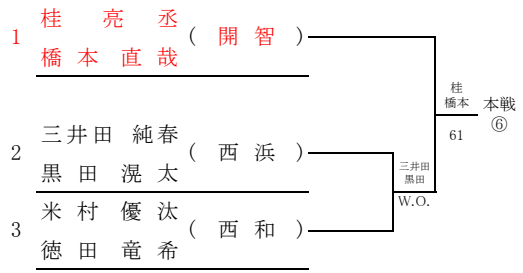 1 桂 亮 丞 ( 開 智 )
橋 本 直 哉
桂
橋本
61
本戦
⑥
2 三井田 純春 ( 西 浜 )
黒 田 滉 太
三井田
黒田
W.O.
3 米 村 優 汰 ( 西 和 )
徳 田 竜 希